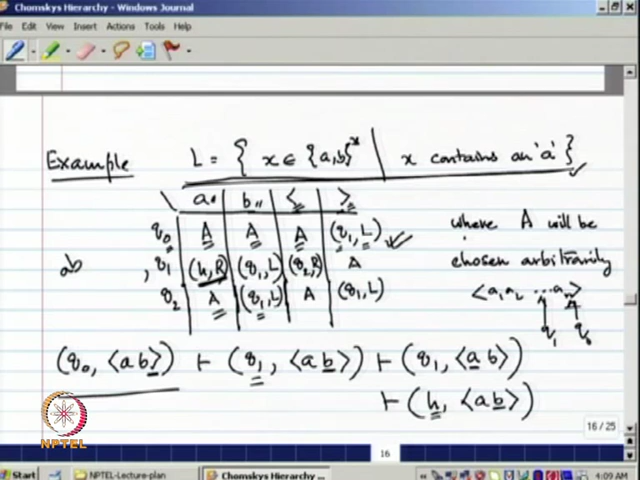 Chomskys Hierarchy - Windows Journal
File Edit View Insert Actions Tools Help
Example L = { x ∈ {a,b}* | x contains an 'a' }
a b < >
q0 A A A (q1, L)
q1 (h, R) (q1, L) (q2, R) A
q2 A (q1, L) A (q1, L)
where A will be
chosen arbitrarily
<a1 a2 ... an>
q1 q0
ab
(q0, <ab>) ⊢ (q1, <ab>) ⊢ (q1, <ab>)
⊢ (h, <ab>)
NPTEL
16
16/25
Start NPTEL-Lecture-plan Chomskys Hierarchy - ... 4:09 AM